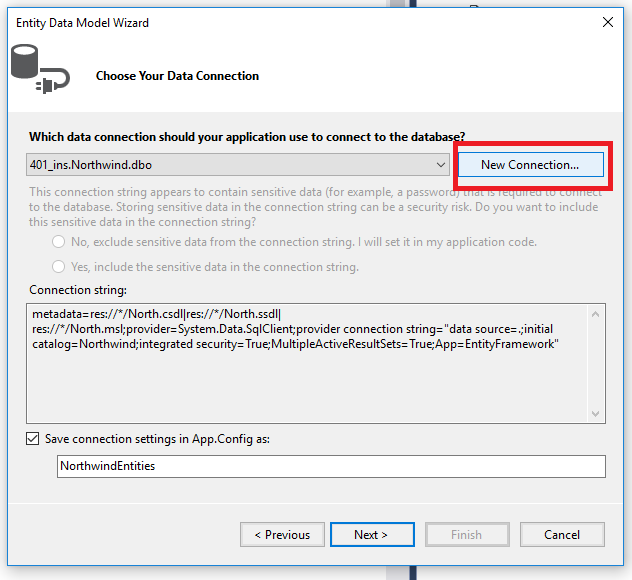 Entity Data Model Wizard
Choose Your Data Connection
Which data connection should your application use to connect to the database?
401_ins.Northwind.dbo
New Connection...
This connection string appears to contain sensitive data (for example, a password) that is required to connect
to the database. Storing sensitive data in the connection string can be a security risk. Do you want to include
this sensitive data in the connection string?
No, exclude sensitive data from the connection string. I will set it in my application code.
Yes, include the sensitive data in the connection string.
Connection string:
metadata=res://*/North.csdl|res://*/North.ssdl|
res://*/North.msl;provider=System.Data.SqlClient;provider connection string="data source=.;initial
catalog=Northwind;integrated security=True;MultipleActiveResultSets=True;App=EntityFramework"
Save connection settings in App.Config as:
NorthwindEntities
< Previous
Next >
Finish
Cancel